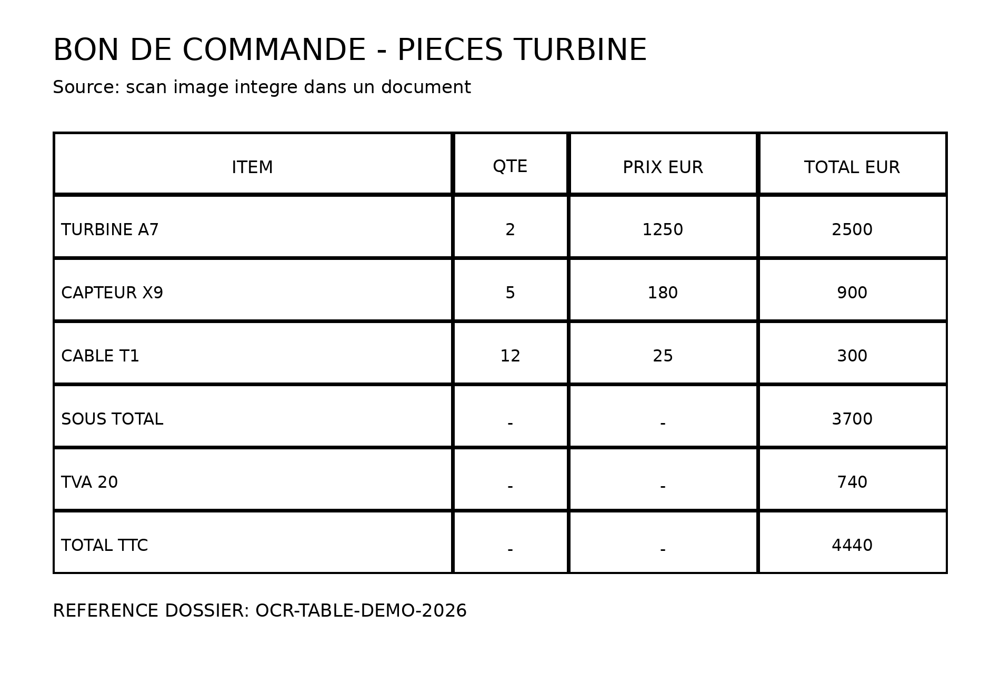 BON DE COMMANDE - PIECES TURBINE
Source: scan image integre dans un document
ITEM QTE PRIX EUR TOTAL EUR
TURBINE A7 2 1250 2500
CAPTEUR X9 5 180 900
CABLE T1 12 25 300
SOUS TOTAL - - 3700
TVA 20 - - 740
TOTAL TTC - - 4440
REFERENCE DOSSIER: OCR-TABLE-DEMO-2026